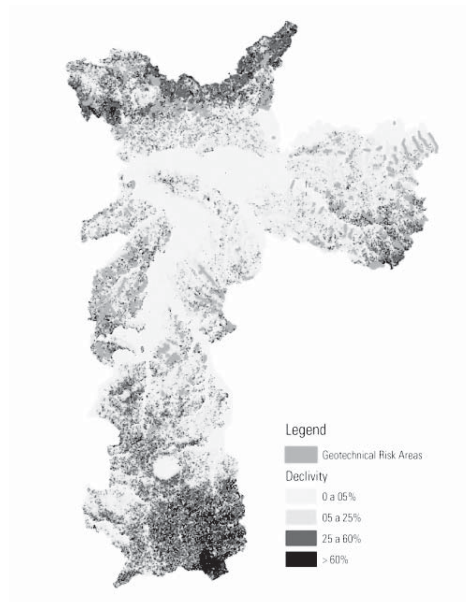 Legend
Geotechnical Risk Areas
Declivity
0 a 05%
05 a 25%
25 a 60%
> 60%